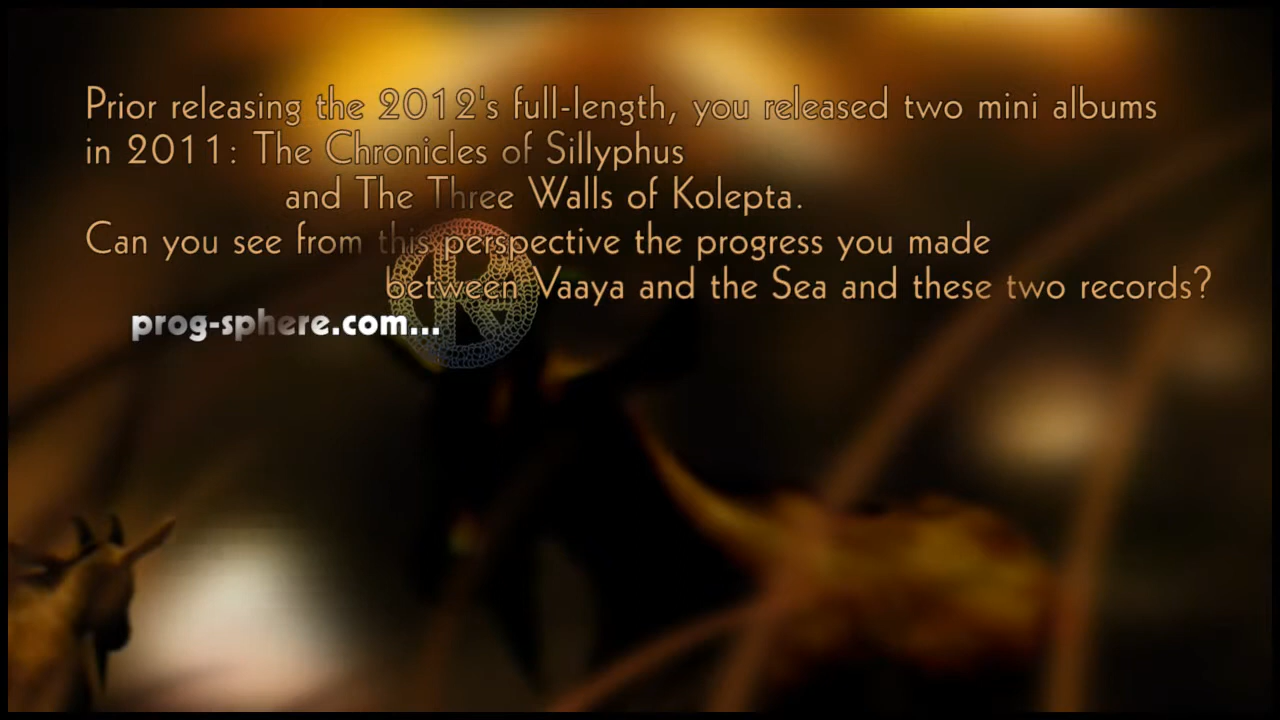 Prior releasing the 2012's full-length, you released two mini albums
in 2011: The Chronicles of Sillyphus
and The Three Walls of Kolepta.
Can you see from this perspective the progress you made
between Vaaya and the Sea and these two records?
prog-sphere.com...